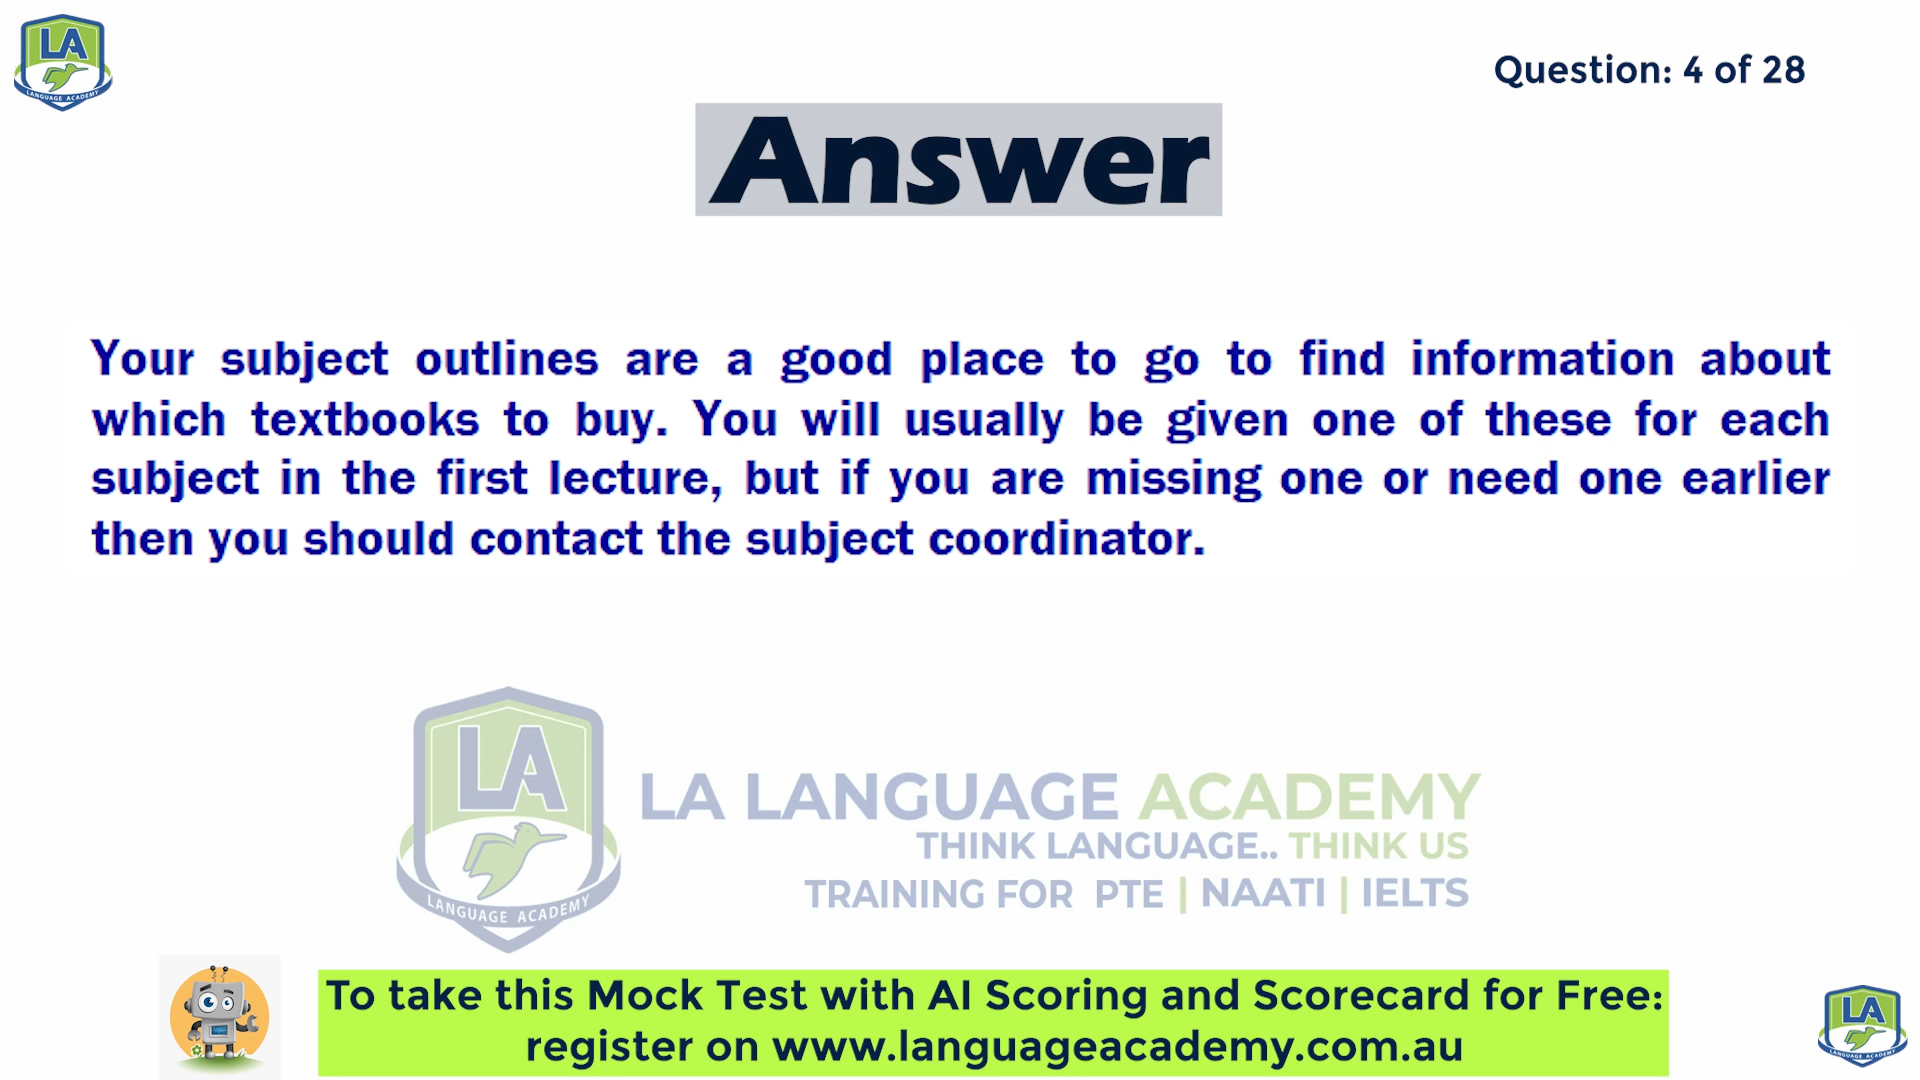 LA
LANGUAGE ACADEMY
Question: 4 of 28
Answer
Your subject outlines are a good place to go to find information about
which textbooks to buy. You will usually be given one of these for each
subject in the first lecture, but if you are missing one or need one earlier
then you should contact the subject coordinator.
LA
LANGUAGE ACADEMY
LA LANGUAGE ACADEMY
THINK LANGUAGE.. THINK US
TRAINING FOR PTE | NAATI | IELTS
To take this Mock Test with AI Scoring and Scorecard for Free:
register on www.languageacademy.com.au
LA
LANGUAGE ACADEMY